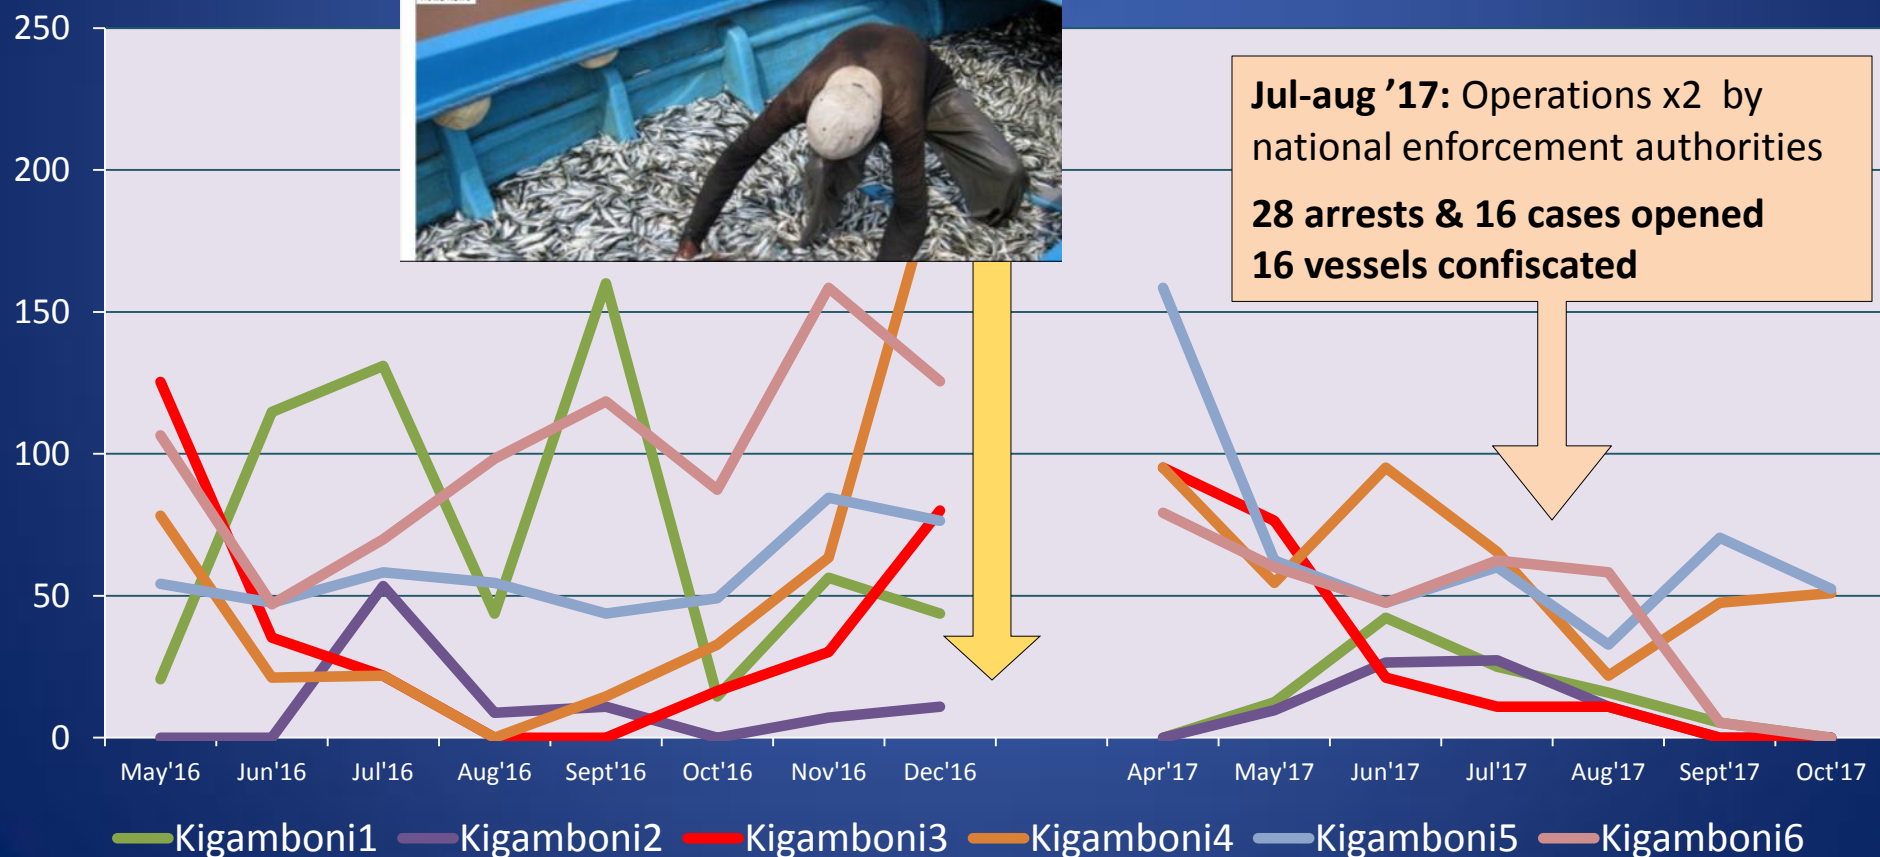 250
200
150
100
50
0
Jul-aug ’17: Operations x2 by
national enforcement authorities
28 arrests & 16 cases opened
16 vessels confiscated
May'16 Jun'16 Jul'16 Aug'16 Sept'16 Oct'16 Nov'16 Dec'16 Apr'17 May'17 Jun'17 Jul'17 Aug'17 Sept'17 Oct'17
Kigamboni1 Kigamboni2 Kigamboni3 Kigamboni4 Kigamboni5 Kigamboni6